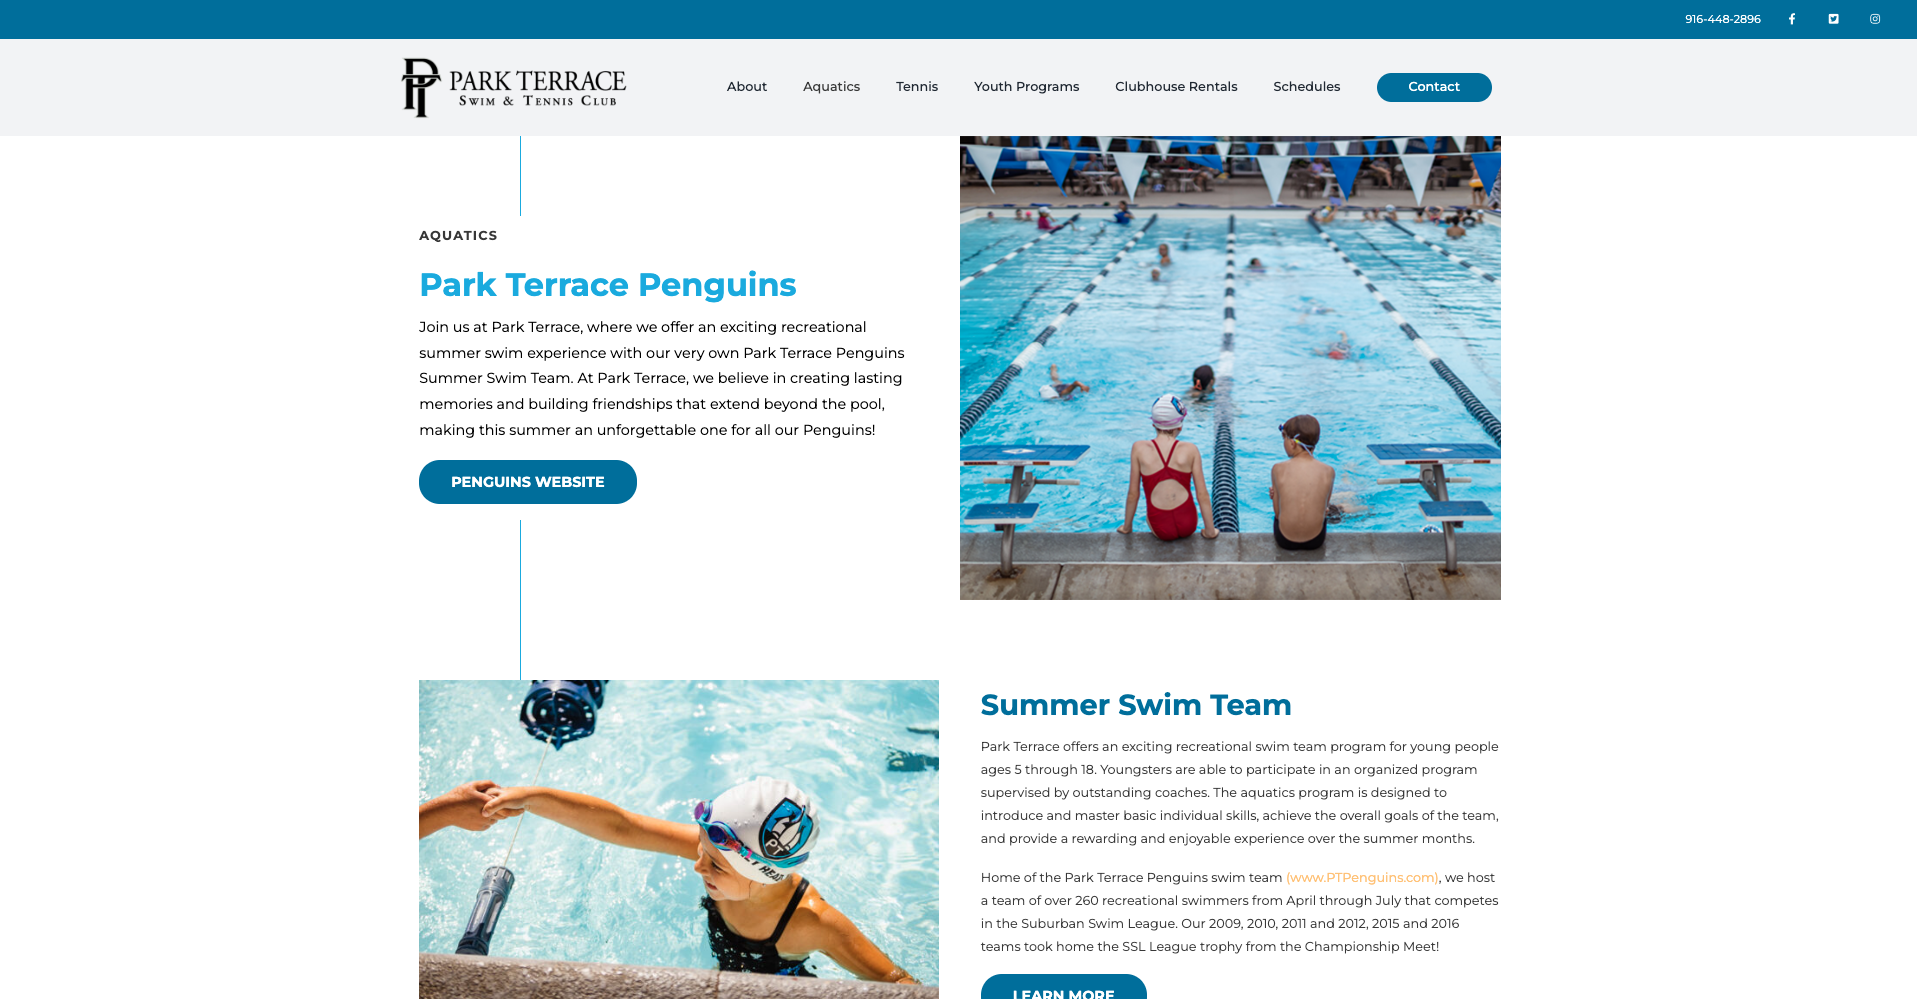 916-448-2896
PARK TERRACE
SWIM & TENNIS CLUB
About Aquatics Tennis Youth Programs Clubhouse Rentals Schedules Contact
AQUATICS
Park Terrace Penguins
Join us at Park Terrace, where we offer an exciting recreational
summer swim experience with our very own Park Terrace Penguins
Summer Swim Team. At Park Terrace, we believe in creating lasting
memories and building friendships that extend beyond the pool,
making this summer an unforgettable one for all our Penguins!
PENGUINS WEBSITE
PT
Summer Swim Team
Park Terrace offers an exciting recreational swim team program for young people
ages 5 through 18. Youngsters are able to participate in an organized program
supervised by outstanding coaches. The aquatics program is designed to
introduce and master basic individual skills, achieve the overall goals of the team,
and provide a rewarding and enjoyable experience over the summer months.
Home of the Park Terrace Penguins swim team (www.PTPenguins.com), we host
a team of over 260 recreational swimmers from April through July that competes
in the Suburban Swim League. Our 2009, 2010, 2011 and 2012, 2015 and 2016
teams took home the SSL League trophy from the Championship Meet!
LEARN MORE